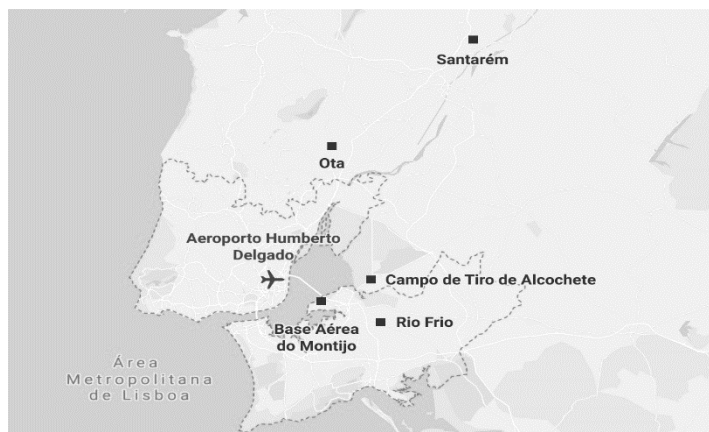 Santarém
Ota
Aeroporto Humberto
Delgado
Campo de Tiro de Alcochete
Base Aérea
do Montijo
Rio Frio
Área
Metropolitana
de Lisboa